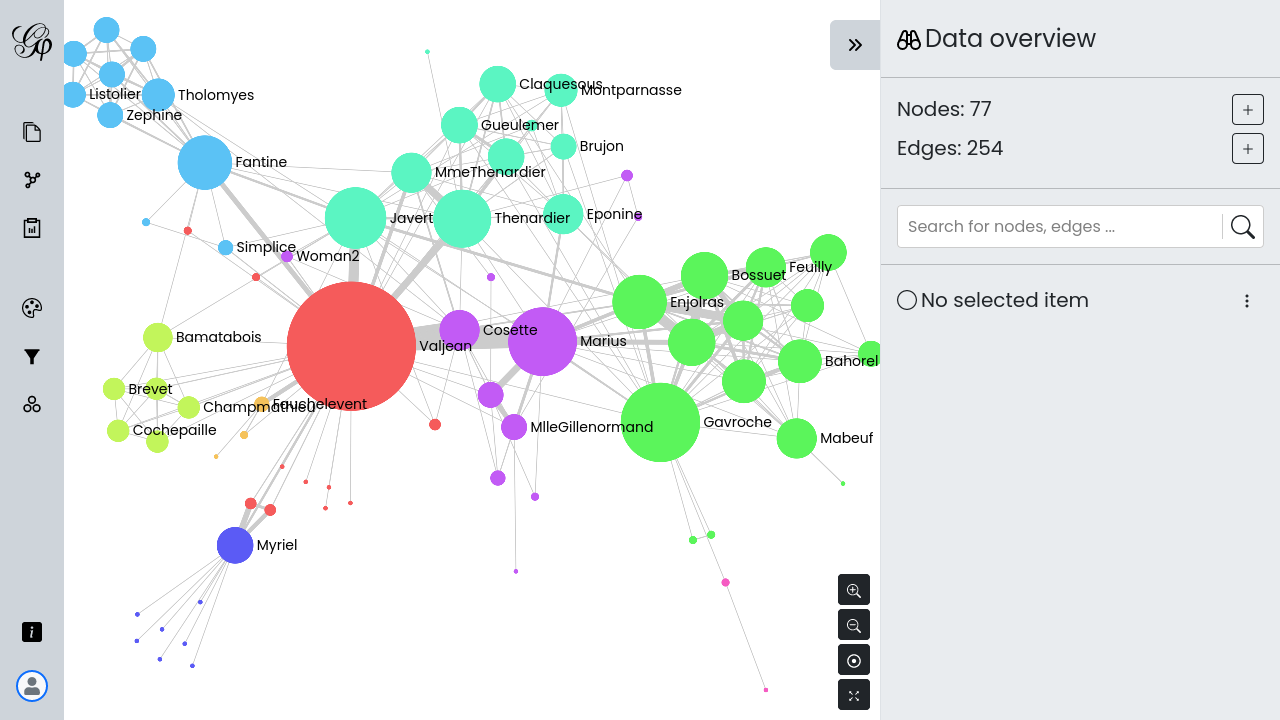 Listolier
Tholomyes
Zephine
Fantine
Claquesous
Montparnasse
Gueulemer
Brujon
MmeThenardier
Javert
Thenardier
Eponine
Simplice
Woman2
Feuilly
Bossuet
Enjolras
Cosette
Marius
Valjean
Bamatabois
Bahorel
Brevet
Fauchelevent
Cochepaille
MlleGillenormand
Gavroche
Mabeuf
Myriel
Data overview
Nodes: 77
Edges: 254
Search for nodes, edges ...
No selected item